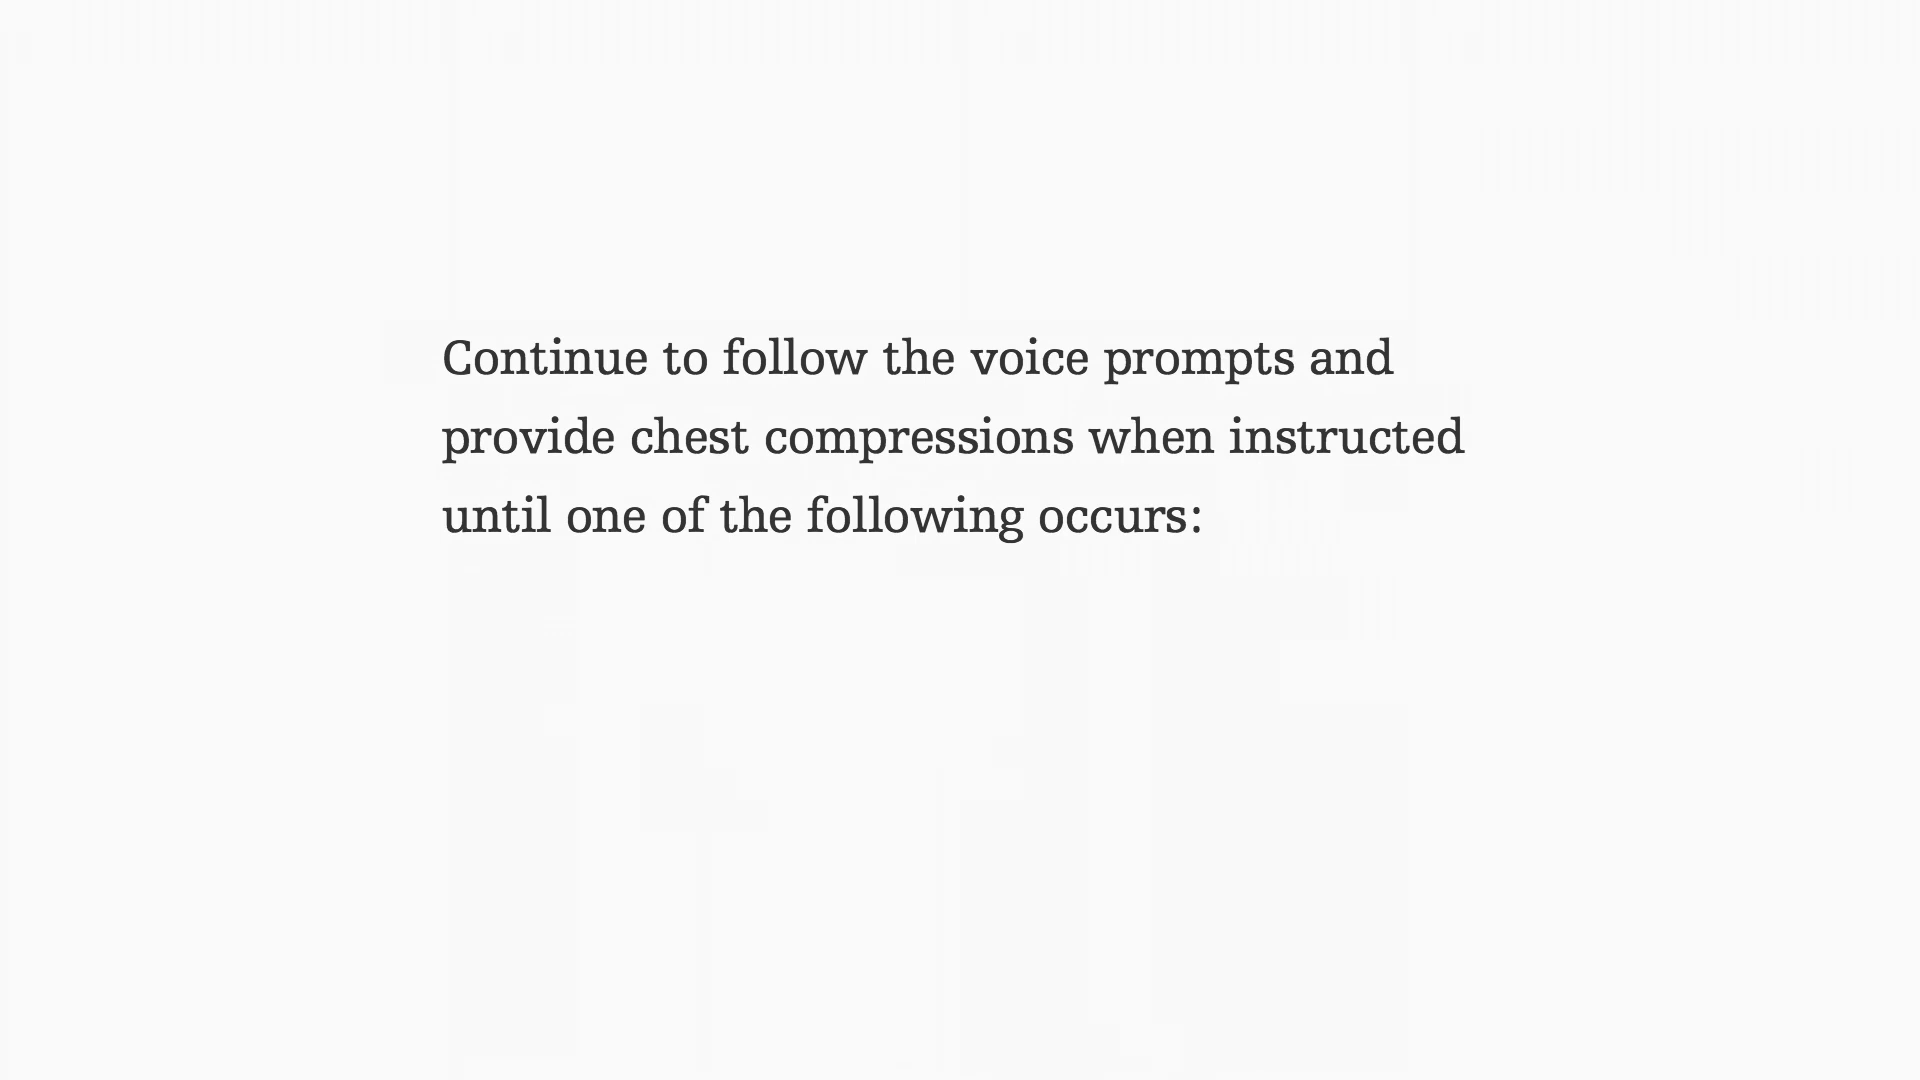 Continue to follow the voice prompts and
provide chest compressions when instructed
until one of the following occurs: